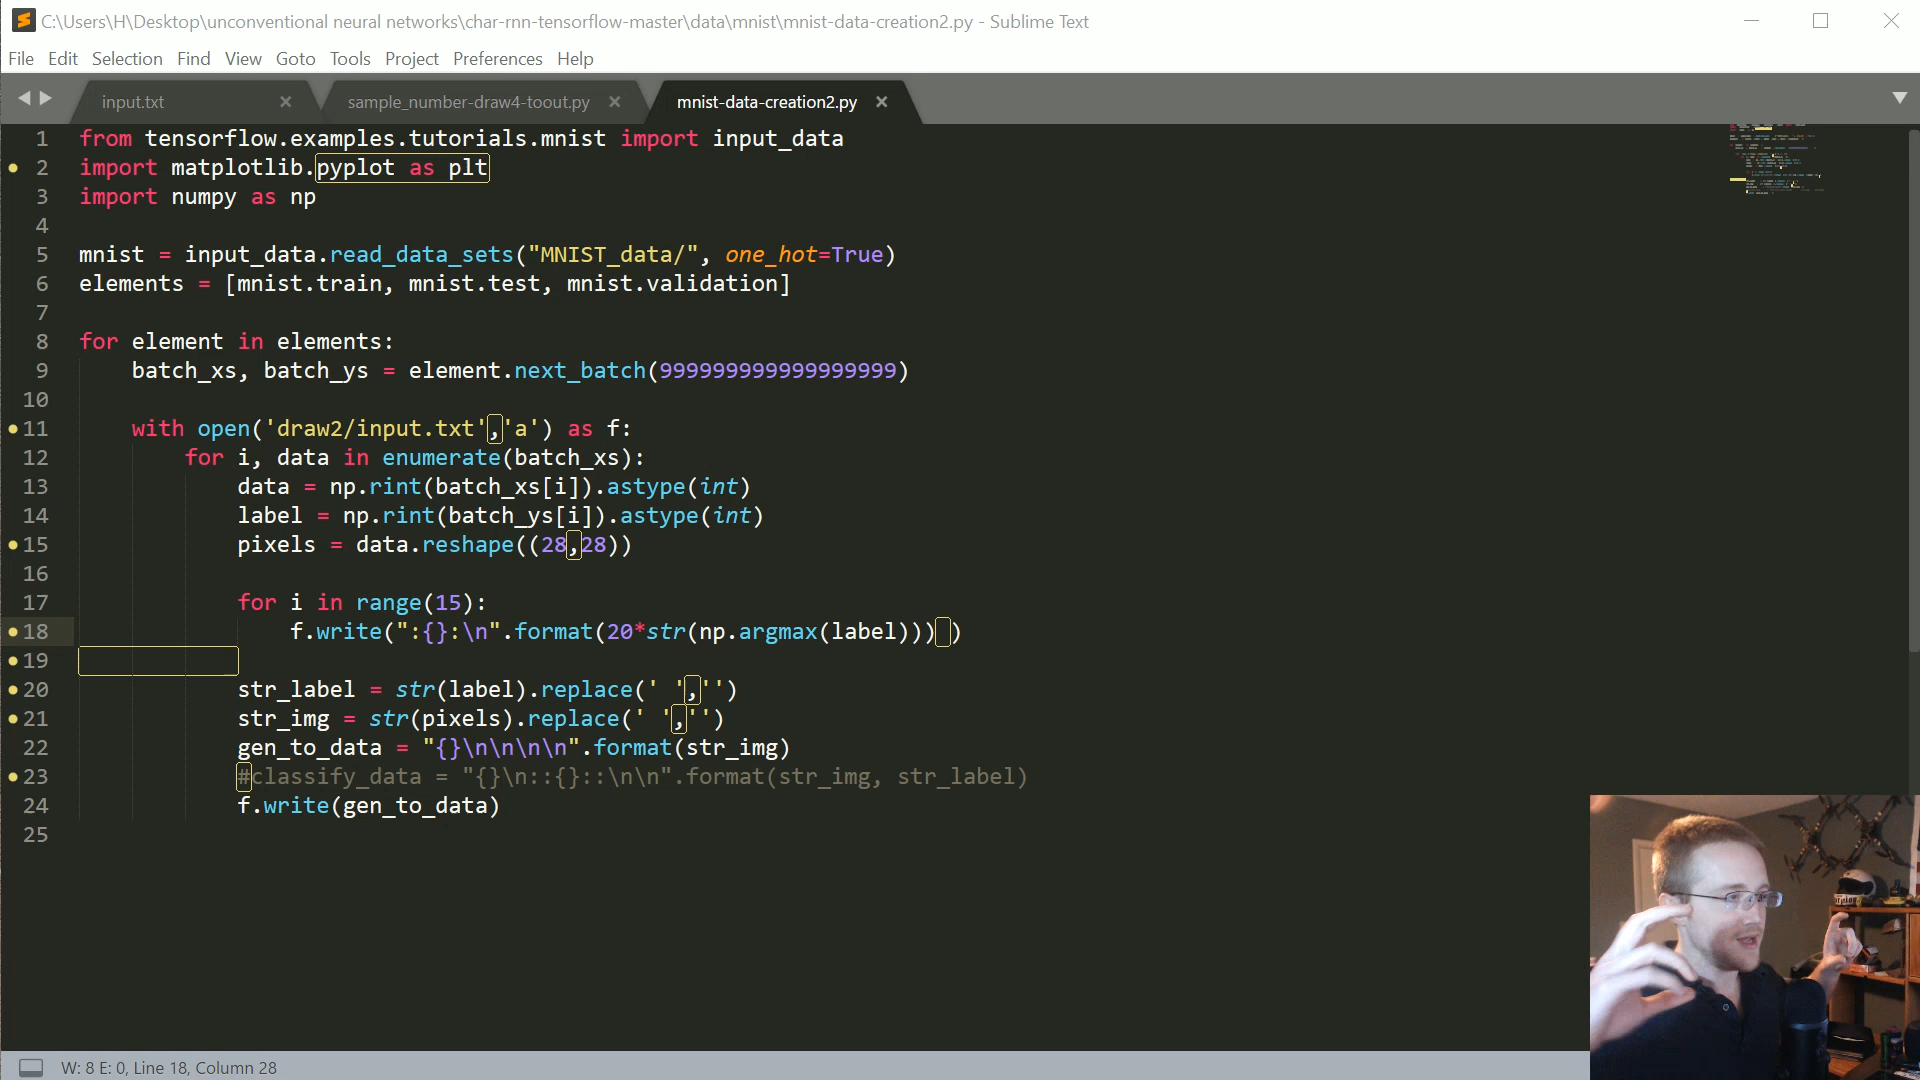 C:\Users\H\Desktop\unconventional neural networks\char-rnn-tensorflow-master\data\mnist\mnist-data-creation2.py - Sublime Text
File Edit Selection Find View Goto Tools Project Preferences Help
input.txt × sample_number-draw4-toout.py × mnist-data-creation2.py ×
1 from tensorflow.examples.tutorials.mnist import input_data
2 import matplotlib.pyplot as plt
3 import numpy as np
4
5 mnist = input_data.read_data_sets("MNIST_data/", one_hot=True)
6 elements = [mnist.train, mnist.test, mnist.validation]
7
8 for element in elements:
9     batch_xs, batch_ys = element.next_batch(999999999999999999)
10
11     with open('draw2/input.txt','a') as f:
12         for i, data in enumerate(batch_xs):
13             data = np.rint(batch_xs[i]).astype(int)
14             label = np.rint(batch_ys[i]).astype(int)
15             pixels = data.reshape((28,28))
16
17             for i in range(15):
18                 f.write(":{}:\n".format(20*str(np.argmax(label))) )
19
20             str_label = str(label).replace(' ','')
21             str_img = str(pixels).replace(' ','')
22             gen_to_data = "{}\n\n\n\n".format(str_img)
23             #classify_data = "{}\n::{}::\n\n".format(str_img, str_label)
24             f.write(gen_to_data)
25
W: 8 E: 0, Line 18, Column 28